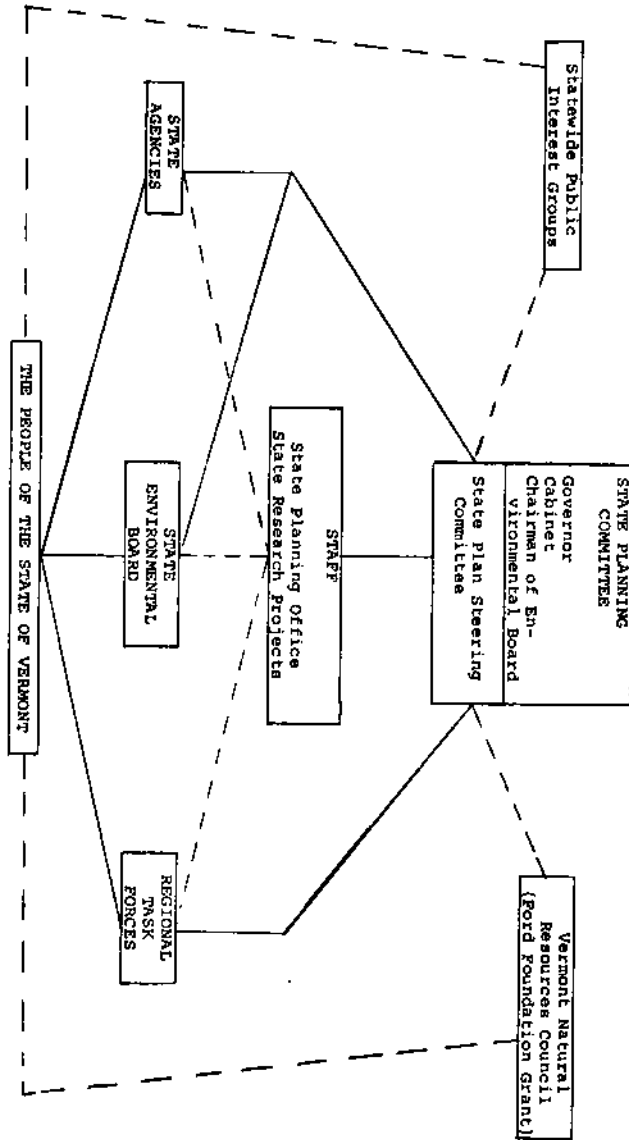 STATE PLANNING
COMMITTEE
Governor
Cabinet
Chairman of En-
vironmental Board
State Plan Steering
Committee
Statewide Public
Interest Groups
Vermont Natural
Resources Council
(Ford Foundation Grant)
STAFF
State Planning Office
State Research Projects
STATE
AGENCIES
STATE
ENVIRONMENTAL
BOARD
REGIONAL
TASK
FORCES
THE PEOPLE OF THE STATE OF VERMONT